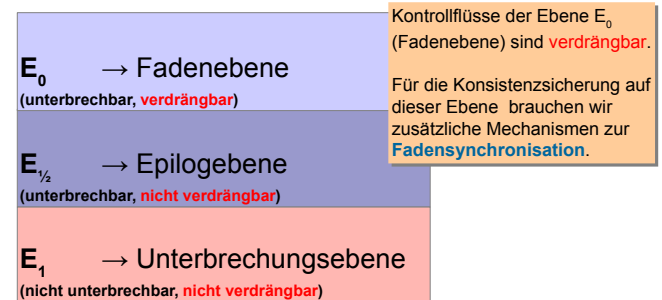 Kontrollflüsse der Ebene E₀
(Fadenebene) sind verdrängbar.
Für die Konsistenzsicherung auf
dieser Ebene brauchen wir
zusätzliche Mechanismen zur
Fadensynchronisation.
E₀ → Fadenebene
(unterbrechbar, verdrängbar)
E½ → Epilogebene
(unterbrechbar, nicht verdrängbar)
E₁ → Unterbrechungsebene
(nicht unterbrechbar, nicht verdrängbar)